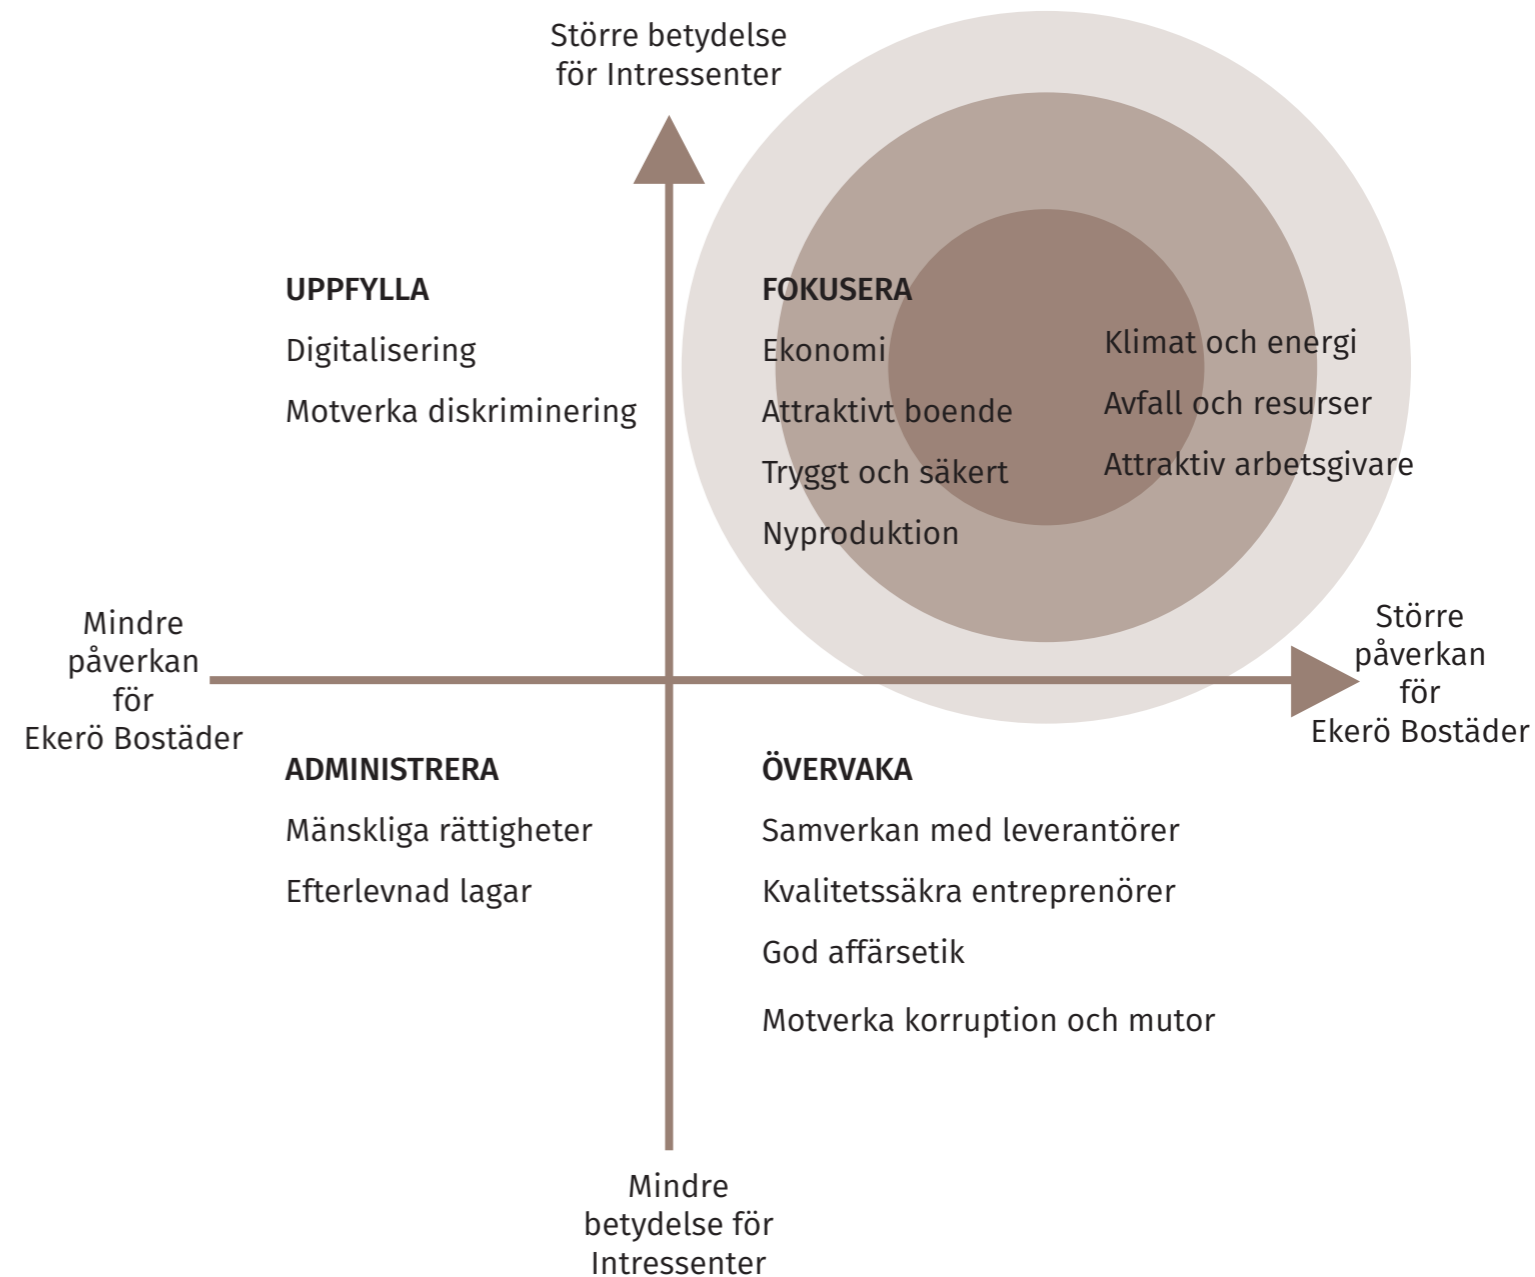 Större betydelse
för Intressenter
UPPFYLLA
Digitalisering
Motverka diskriminering
FOKUSERA
Ekonomi
Attraktivt boende
Tryggt och säkert
Nyproduktion
Klimat och energi
Avfall och resurser
Attraktiv arbetsgivare
Mindre
påverkan
för
Ekerö Bostäder
Större
påverkan
för
Ekerö Bostäder
ADMINISTRERA
Mänskliga rättigheter
Efterlevnad lagar
ÖVERVAKA
Samverkan med leverantörer
Kvalitetssäkra entreprenörer
God affärsetik
Motverka korruption och mutor
Mindre
betydelse för
Intressenter